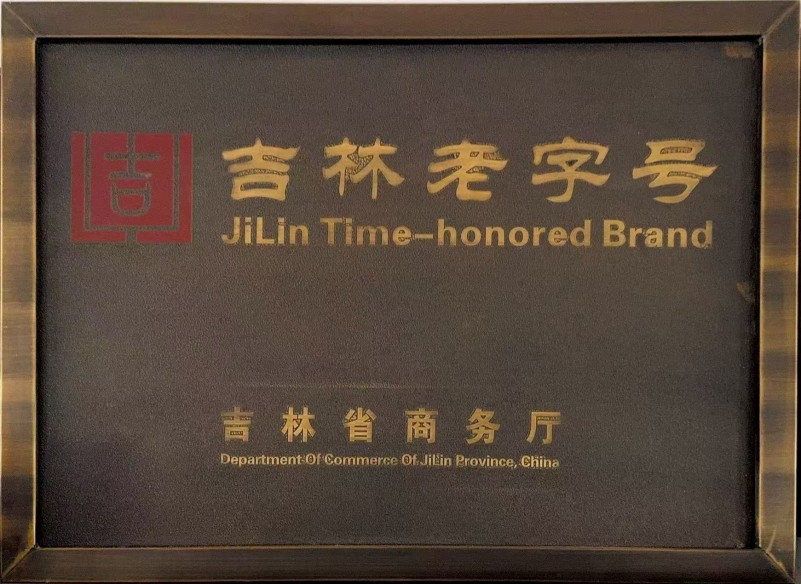 吉林老字号
JiLin Time-honored Brand
吉林省商务厅
Department Of Commerce Of JiLin Province, China